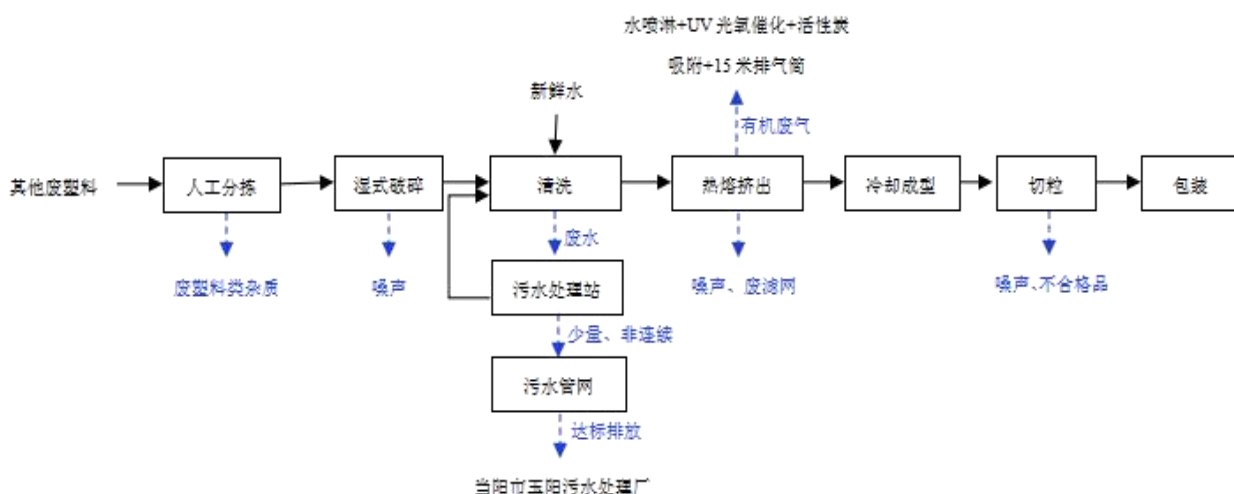 水喷淋+UV光氧催化+活性炭
吸附+15米排气筒
新鲜水
有机废气
其他废塑料
人工分拣
湿式破碎
清洗
热熔挤出
冷却成型
切粒
包装
废水
废塑料类杂质
噪声
污水处理站
噪声、废滤网
噪声、不合格品
少量、非连续
污水管网
达标排放
当阳市玉阳污水处理厂